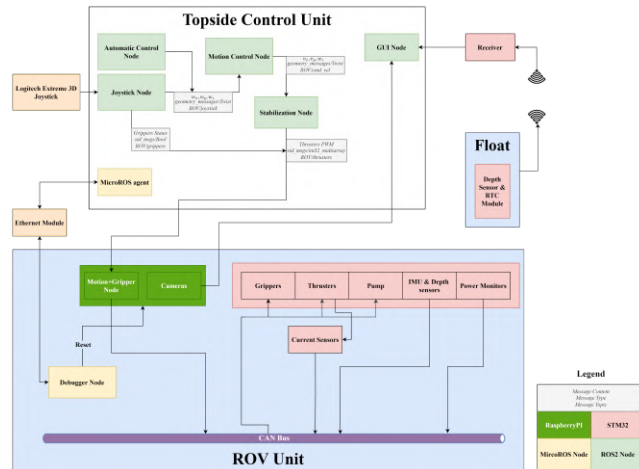 Topside Control Unit
Automatic Control
Node
Motion Control Node
GUI Node
Receiver
Logitech Extreme 3D
Joystick
Joystick Node
geometry_messages/Twist
ROV/joystick
geometry_messages/Twist
ROV/cmd_vel
Stabilization Node
Grippers Status
std_msgs/Bool
ROV/grippers
Thrusters PWM
std_msgs/int32_multiarray
ROV/thrusters
Float
Depth
Sensor &
RTC
Module
MicroROS agent
Ethernet Module
Motion+Gripper
Node
Cameras
Grippers
Thrusters
Pump
IMU & Depth
sensors
Power Monitors
Current Sensors
Reset
Debugger Node
CAN Bus
ROV Unit
Legend
Message Content
Message Type
Message Topic
RaspberryPI
STM32
MircoROS Node
ROS2 Node